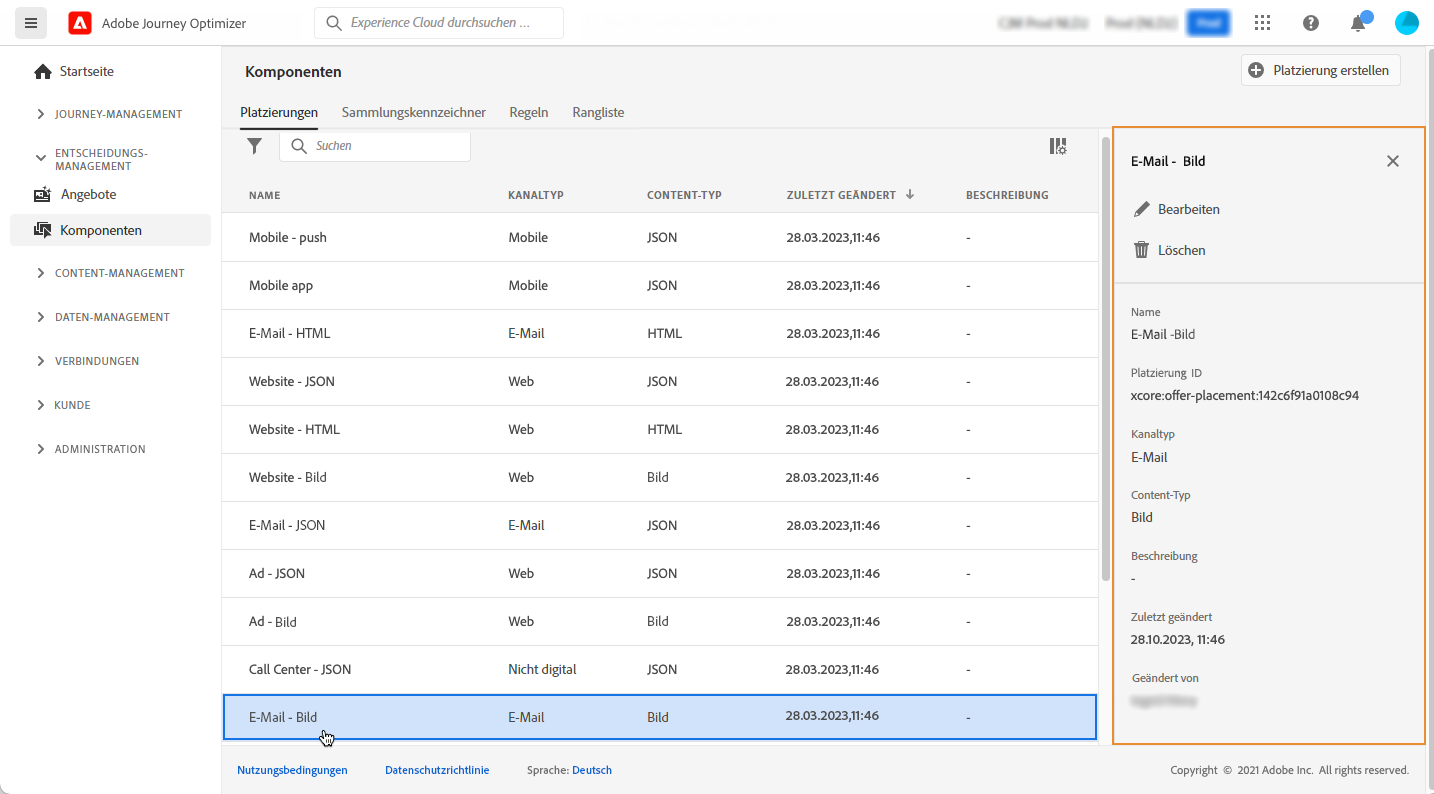 Adobe Journey Optimizer
Experience Cloud durchsuchen ...
Startseite
JOURNEY-MANAGEMENT
ENTSCHEIDUNGS-
MANAGEMENT
Angebote
Komponenten
CONTENT-MANAGEMENT
DATEN-MANAGEMENT
VERBINDUNGEN
KUNDE
ADMINISTRATION
Komponenten
Platzierung erstellen
Platzierungen Sammlungskennzeichner Regeln Rangliste
Suchen
NAME KANALTYP CONTENT-TYP ZULETZT GEÄNDERT BESCHREIBUNG
Mobile - push Mobile JSON 28.03.2023,11:46 -
Mobile app Mobile JSON 28.03.2023,11:46 -
E-Mail - HTML E-Mail HTML 28.03.2023,11:46 -
Website - JSON Web JSON 28.03.2023,11:46 -
Website - HTML Web HTML 28.03.2023,11:46 -
Website - Bild Web Bild 28.03.2023,11:46 -
E-Mail - JSON E-Mail JSON 28.03.2023,11:46 -
Ad - JSON Web JSON 28.03.2023,11:46 -
Ad - Bild Web Bild 28.03.2023,11:46 -
Call Center - JSON Nicht digital JSON 28.03.2023,11:46 -
E-Mail - Bild E-Mail Bild 28.03.2023,11:46 -
E-Mail - Bild
Bearbeiten
Löschen
Name
E-Mail -Bild
Platzierung ID
xcore:offer-placement:142c6f91a0108c94
Kanaltyp
E-Mail
Content-Typ
Bild
Beschreibung
-
Zuletzt geändert
28.10.2023, 11:46
Geändert von
Nutzungsbedingungen Datenschutzrichtlinie Sprache: Deutsch Copyright © 2021 Adobe Inc. All rights reserved.